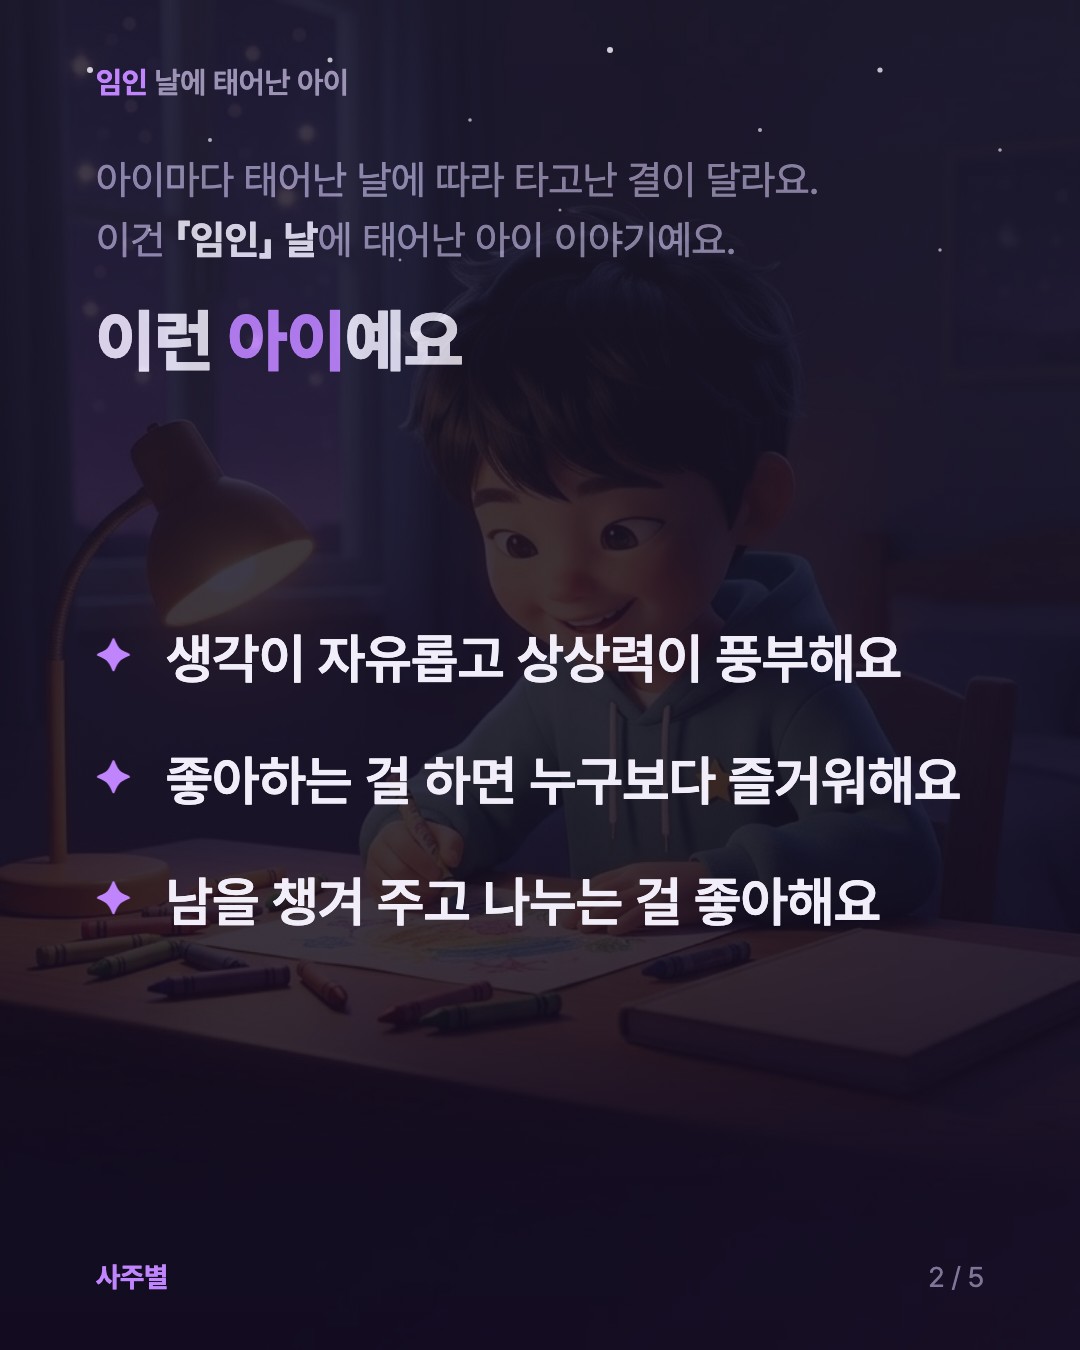 임인 날에 태어난 아이
아이마다 태어난 날에 따라 타고난 결이 달라요.
이건 「임인」 날에 태어난 아이 이야기예요.
이런 아이예요
생각이 자유롭고 상상력이 풍부해요
좋아하는 걸 하면 누구보다 즐거워해요
남을 챙겨 주고 나누는 걸 좋아해요
사주별
2 / 5